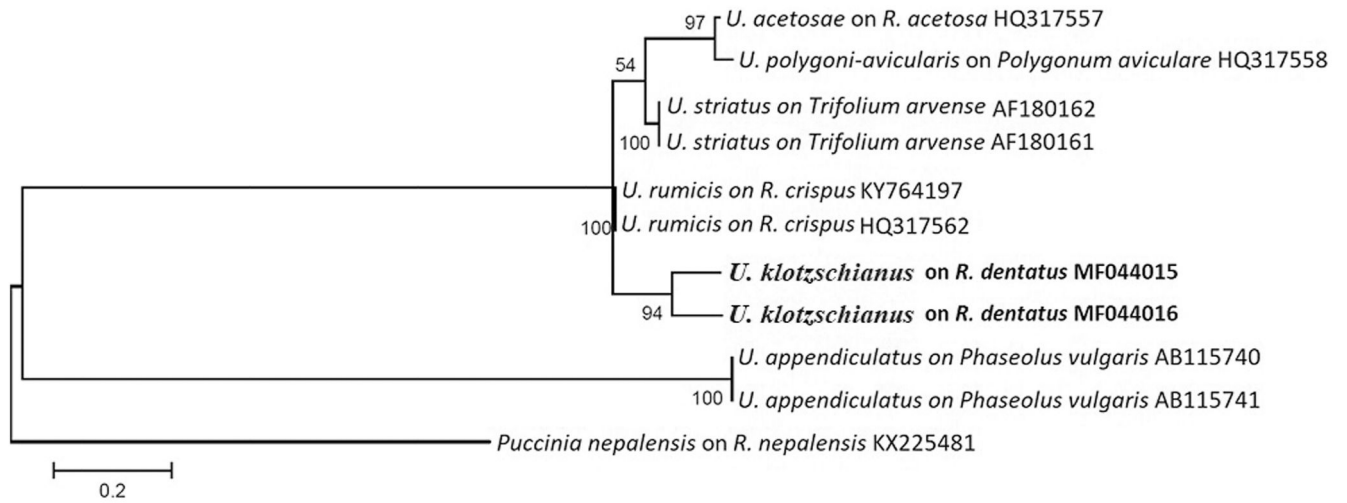 97
U. acetosae on R. acetosa HQ317557
U. polygoni-avicularis on Polygonum aviculare HQ317558
54
U. striatus on Trifolium arvense AF180162
100
U. striatus on Trifolium arvense AF180161
U. rumicis on R. crispus KY764197
100
U. rumicis on R. crispus HQ317562
U. klotzschianus on R. dentatus MF044015
94
U. klotzschianus on R. dentatus MF044016
U. appendiculatus on Phaseolus vulgaris AB115740
100
U. appendiculatus on Phaseolus vulgaris AB115741
Puccinia nepalensis on R. nepalensis KX225481
0.2